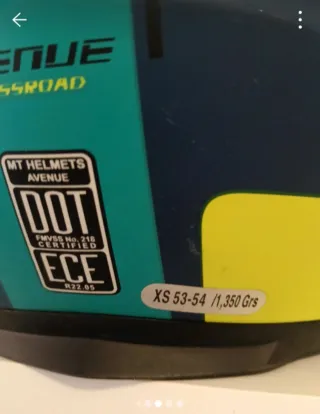 ENUE
SSROAD
MT HELMETS
AVENUE
DOT
FMVSS No. 218
CERTIFIED
ECE
R22.05
XS 53-54 /1,350 Grs